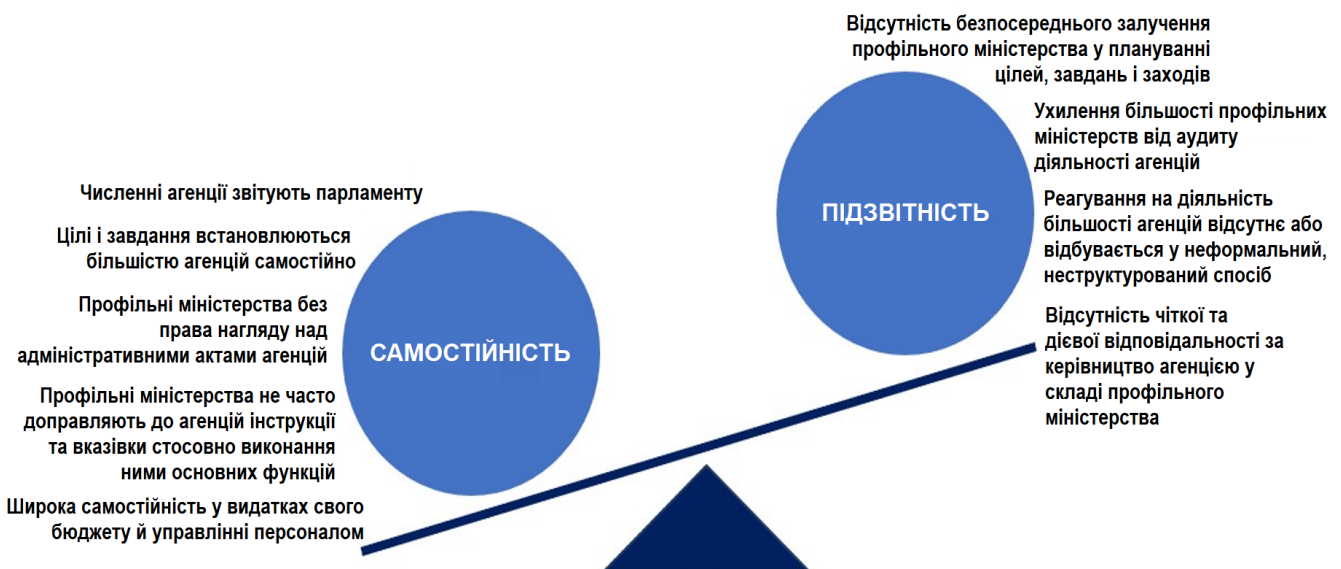 Відсутність безпосереднього залучення
профільного міністерства у плануванні
цілей, завдань і заходів
Ухилення більшості профільних
міністерств від аудиту
діяльності агенцій
ПІДЗВІТНІСТЬ
Реагування на діяльність
більшості агенцій відсутнє або
відбувається у неформальний,
неструктурований спосіб
Відсутність чіткої та
дієвої відповідальності за
керівництво агенцією у
складі профільного
міністерства
Численні агенції звітують парламенту
Цілі і завдання встановлюються
більшістю агенцій самостійно
Профільні міністерства без
права нагляду над
адміністративними актами агенцій
САМОСТІЙНІСТЬ
Профільні міністерства не часто
доправляють до агенцій інструкції
та вказівки стосовно виконання
ними основних функцій
Широка самостійність у видатках свого
бюджету й управлінні персоналом